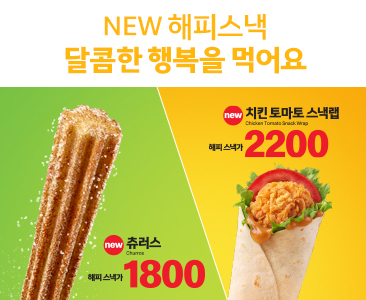 NEW 해피스낵
달콤한 행복을 먹어요
new 치킨 토마토 스낵랩
Chicken Tomato Snack Wrap
해피 스낵가 2200
new 츄러스
Churros
해피 스낵가 1800